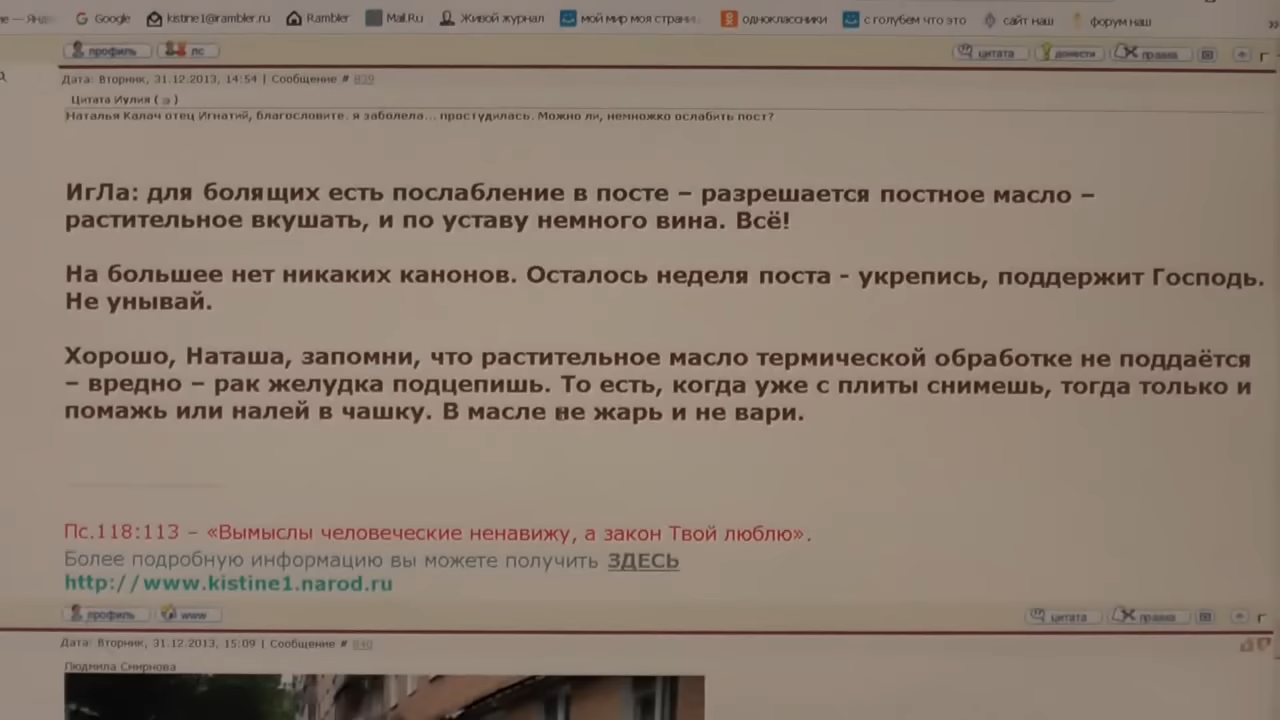 Google kistine1@rambler.ru Rambler Mail.Ru Живой журнал мой мир моя страни одноклассники с голубем что это сайт наш форум наш
профиль лс цитата правка
Дата: Вторник, 31.12.2013, 14:54 | Сообщение # 839
Цитата Иулия ( )
Наталья Калач отец Игнатий, благословите. я заболела... простудилась. Можно ли, немножко ослабить пост?
ИгЛа: для болящих есть послабление в посте – разрешается постное масло –
растительное вкушать, и по уставу немного вина. Всё!
На большее нет никаких канонов. Осталось неделя поста - укрепись, поддержит Господь.
Не унывай.
Хорошо, Наташа, запомни, что растительное масло термической обработке не поддаётся
– вредно – рак желудка подцепишь. То есть, когда уже с плиты снимешь, тогда только и
помажь или налей в чашку. В масле не жарь и не вари.
Пс.118:113 – «Вымыслы человеческие ненавижу, а закон Твой люблю».
Более подробную информацию вы можете получить ЗДЕСЬ
http://www.kistine1.narod.ru
профиль www цитата правка
Дата: Вторник, 31.12.2013, 15:09 | Сообщение # 840
Людмила Смирнова